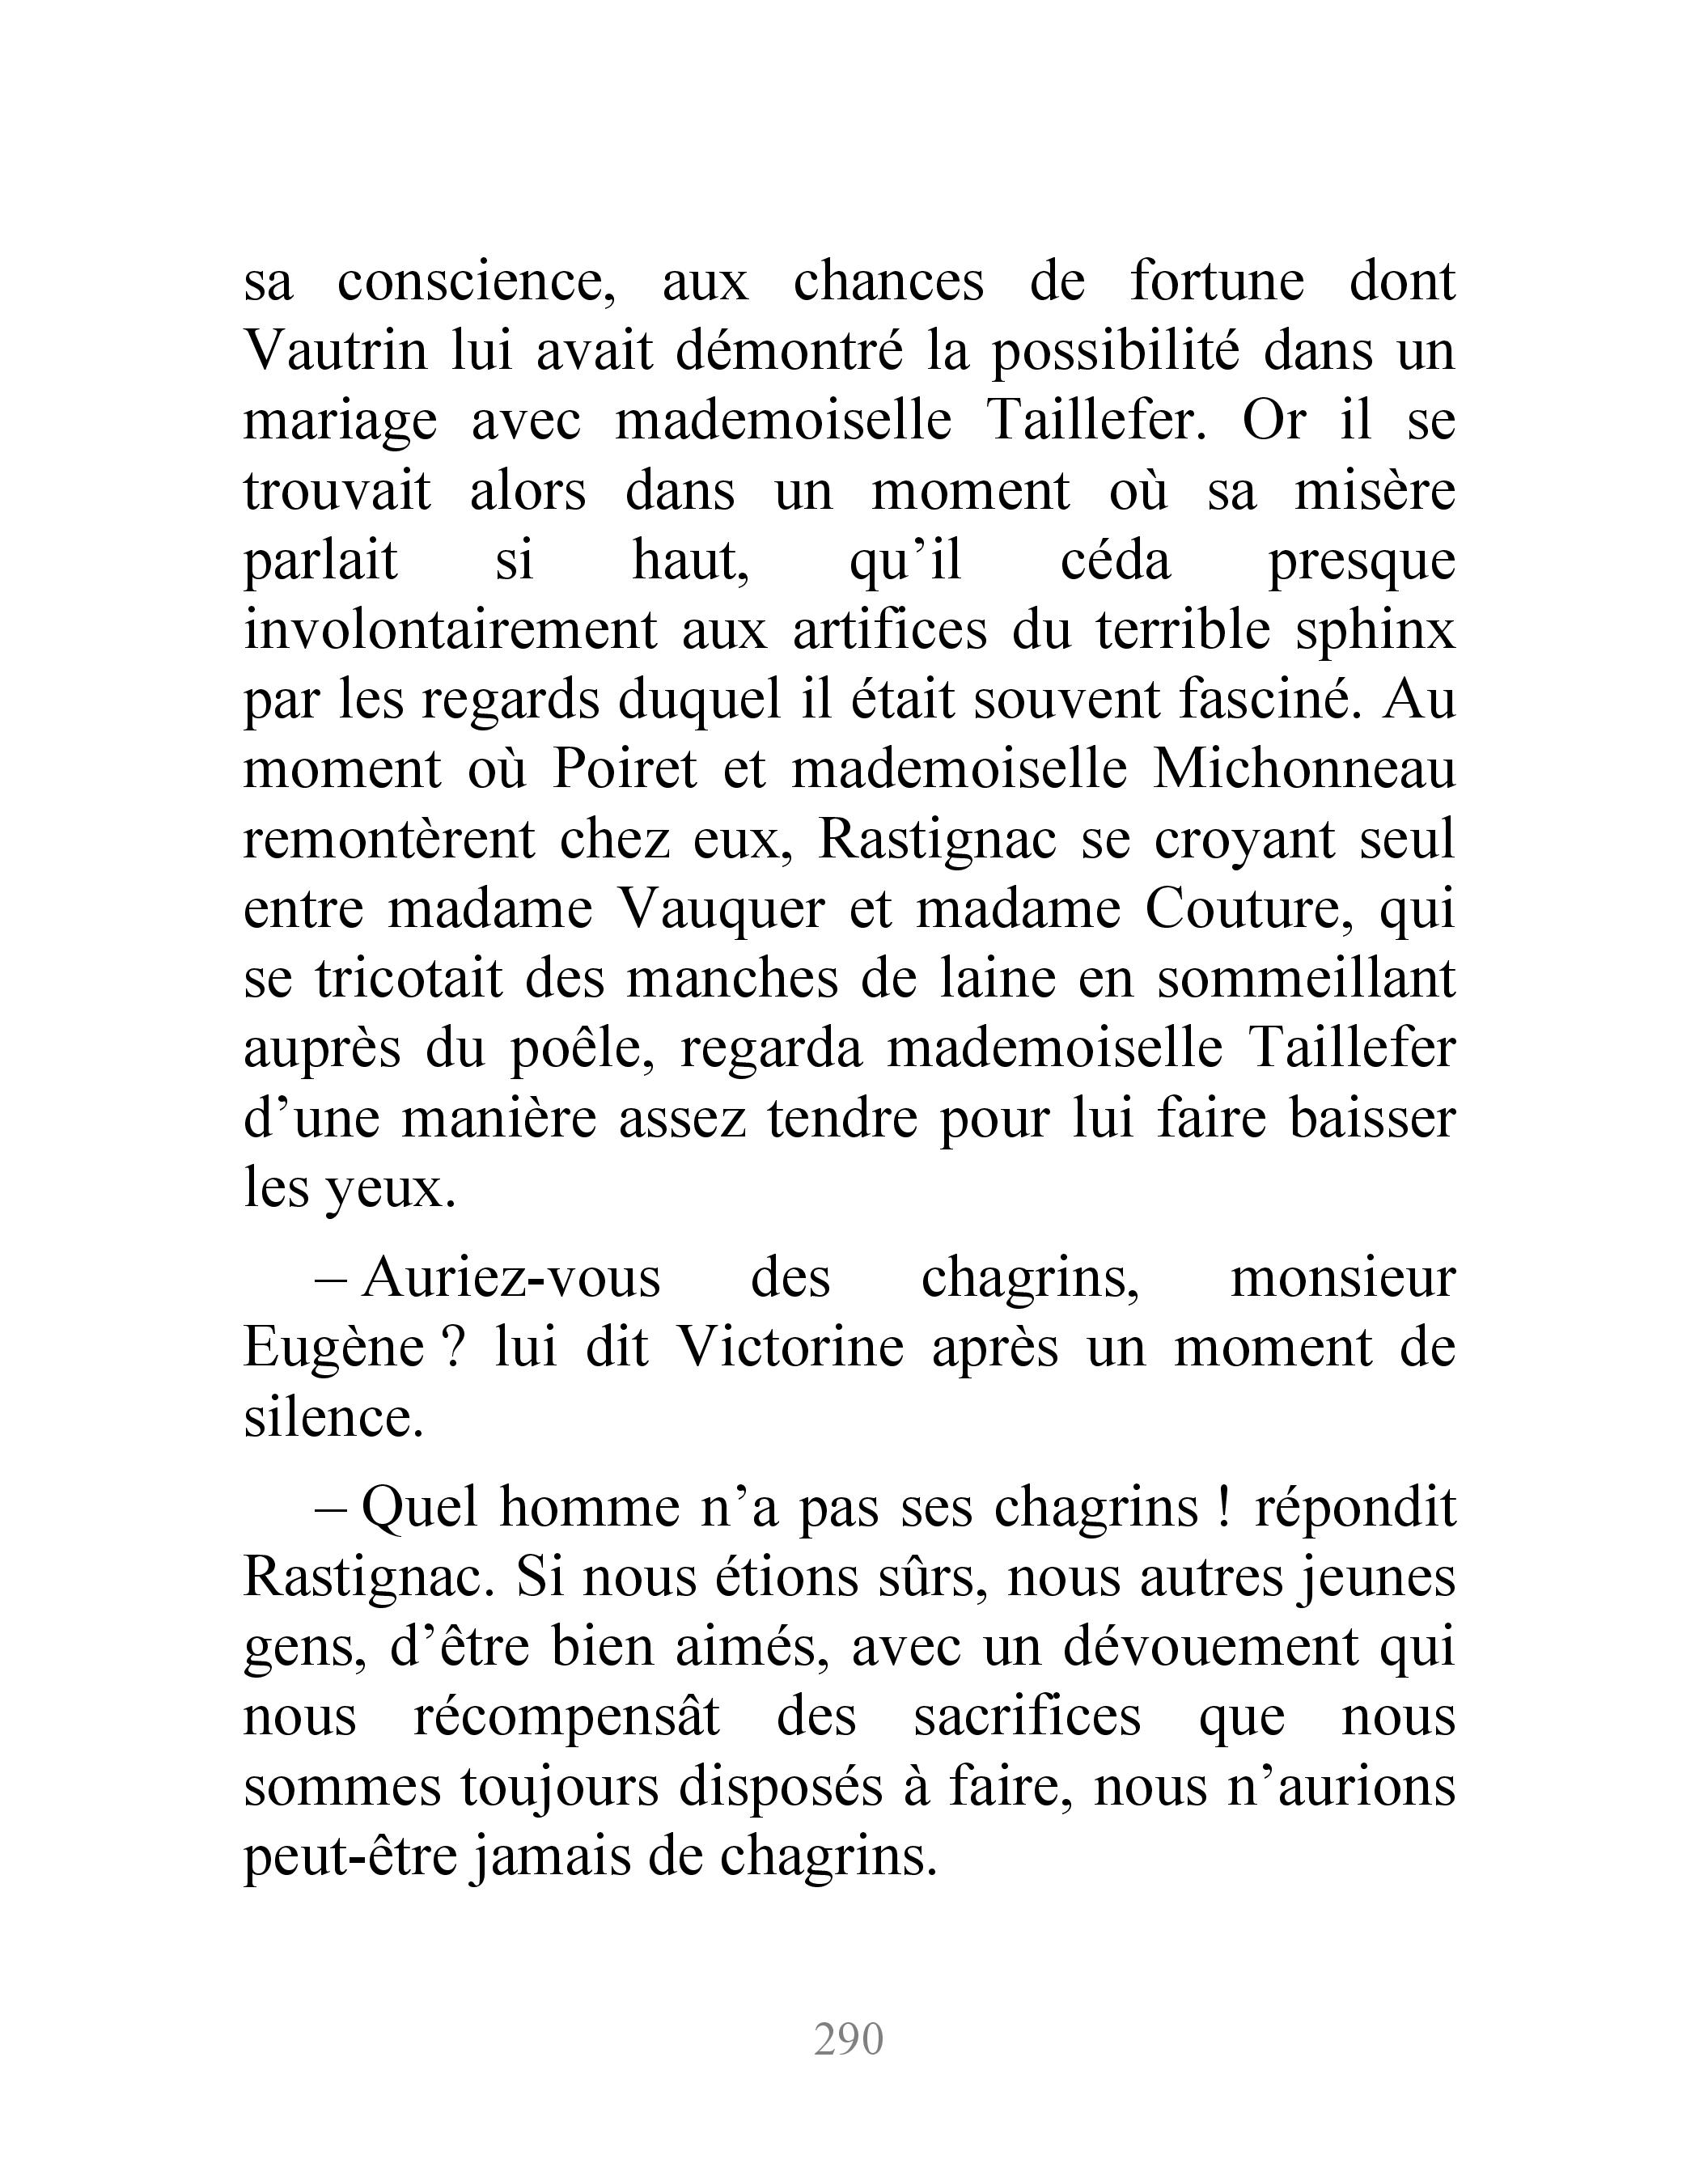 sa conscience, aux chances de fortune dont
Vautrin lui avait démontré la possibilité dans un
mariage avec mademoiselle Taillefer. Or il se
trouvait alors dans un moment où sa misère
parlait si haut, qu’il céda presque
involontairement aux artifices du terrible sphinx
par les regards duquel il était souvent fasciné. Au
moment où Poiret et mademoiselle Michonneau
remontèrent chez eux, Rastignac se croyant seul
entre madame Vauquer et madame Couture, qui
se tricotait des manches de laine en sommeillant
auprès du poêle, regarda mademoiselle Taillefer
d’une manière assez tendre pour lui faire baisser
les yeux.
– Auriez-vous des chagrins, monsieur
Eugène ? lui dit Victorine après un moment de
silence.
– Quel homme n’a pas ses chagrins ! répondit
Rastignac. Si nous étions sûrs, nous autres jeunes
gens, d’être bien aimés, avec un dévouement qui
nous récompensât des sacrifices que nous
sommes toujours disposés à faire, nous n’aurions
peut-être jamais de chagrins.
290